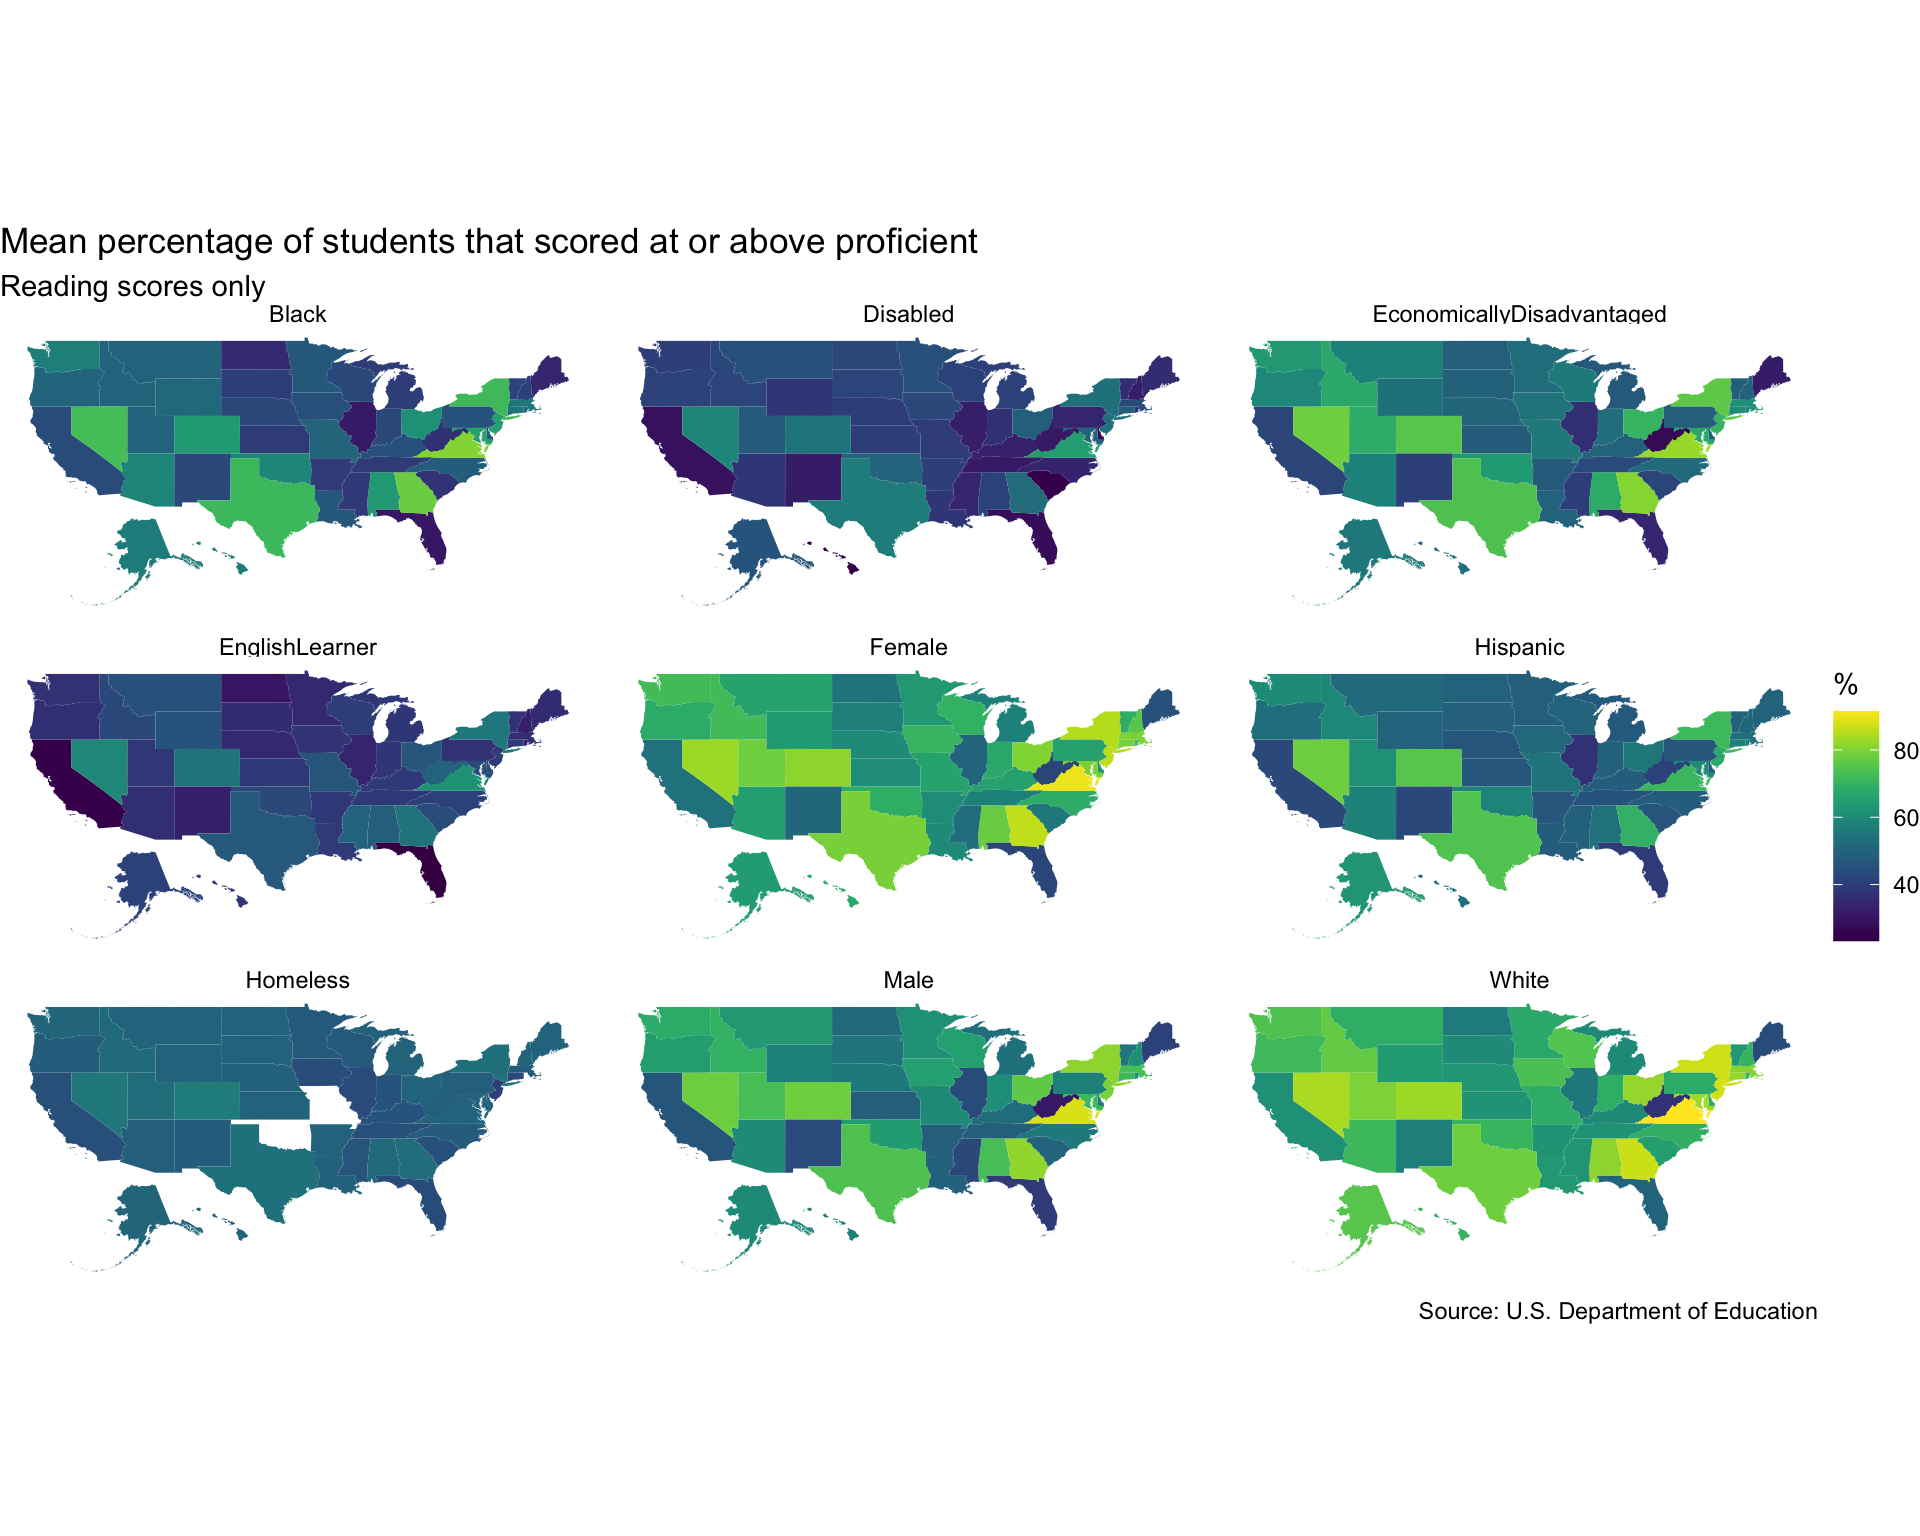 Mean percentage of students that scored at or above proficient
Reading scores only
Black
Disabled
EconomicallyDisadvantaged
EnglishLearner
Female
Hispanic
%
80
60
40
Homeless
Male
White
Source: U.S. Department of Education